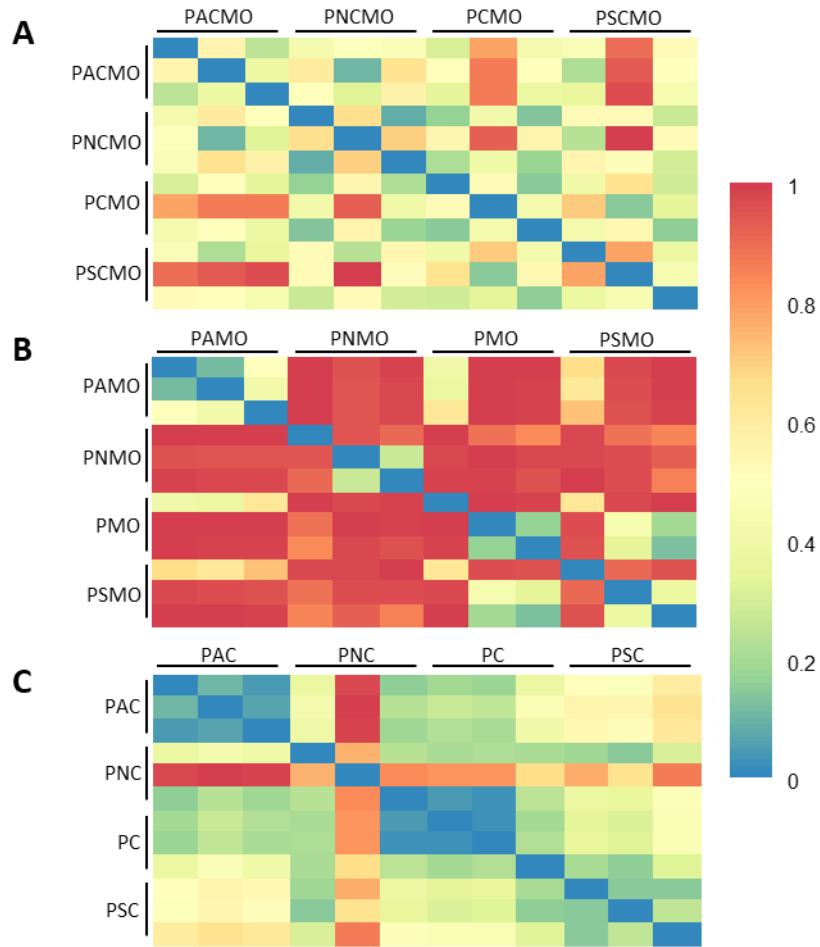 A
PACMO PNCMO PCMO PSCMO
PACMO
PNCMO
PCMO
PSCMO
B
PAMO PNMO PMO PSMO
PAMO
PNMO
PMO
PSMO
C
PAC PNC PC PSC
PAC
PNC
PC
PSC
1
0.8
0.6
0.4
0.2
0